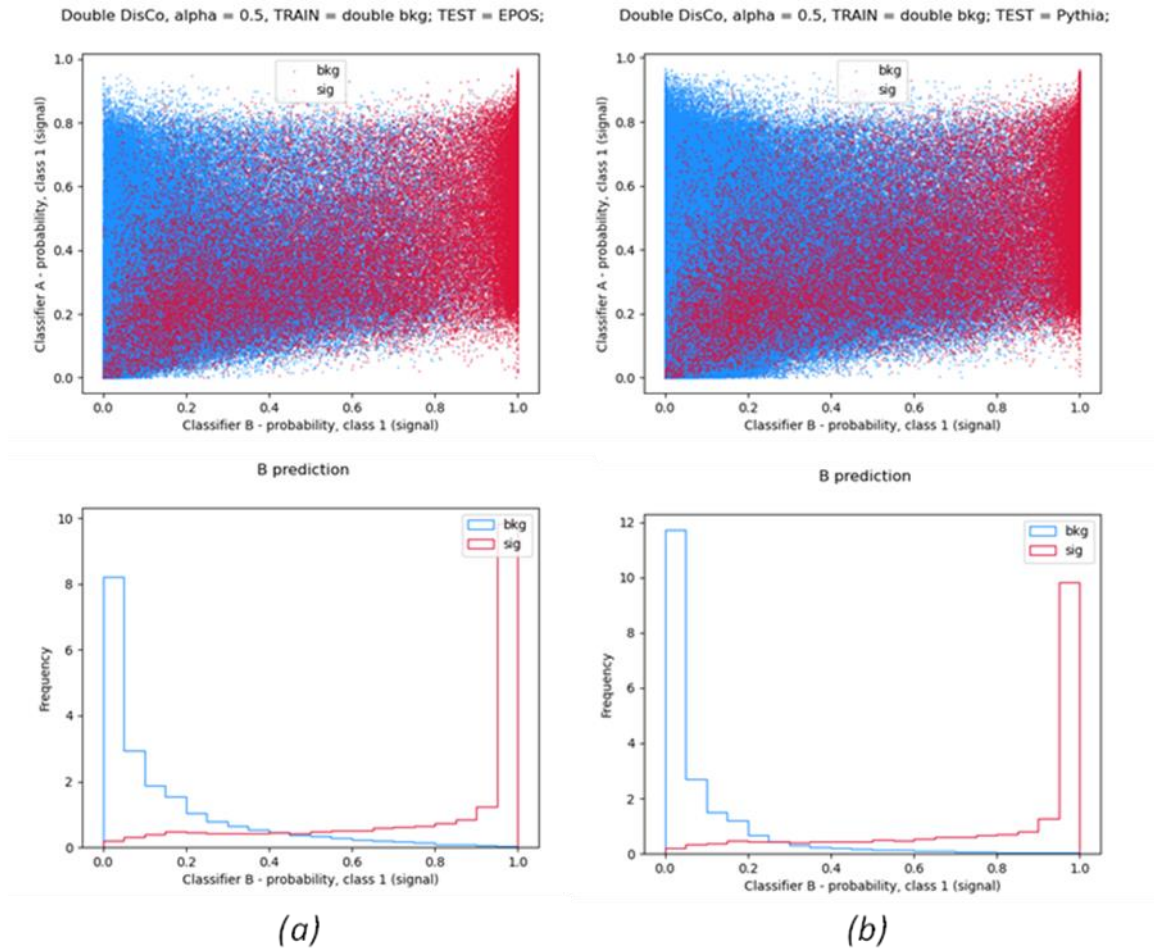 Double DisCo, alpha = 0.5, TRAIN = double bkg; TEST = EPOS;
1.0
0.8
0.6
0.4
0.2
0.0
Classifier A - probability, class 1 (signal)
bkg
sig
0.0 0.2 0.4 0.6 0.8 1.0
Classifier B - probability, class 1 (signal)
Double DisCo, alpha = 0.5, TRAIN = double bkg; TEST = Pythia;
1.0
0.8
0.6
0.4
0.2
0.0
Classifier A - probability, class 1 (signal)
bkg
sig
0.0 0.2 0.4 0.6 0.8 1.0
Classifier B - probability, class 1 (signal)
B prediction
10
8
6
4
2
0
Frequency
bkg
sig
0.0 0.2 0.4 0.6 0.8 1.0
Classifier B - probability, class 1 (signal)
B prediction
12
10
8
6
4
2
0
Frequency
bkg
sig
0.0 0.2 0.4 0.6 0.8 1.0
Classifier B - probability, class 1 (signal)
(a)
(b)